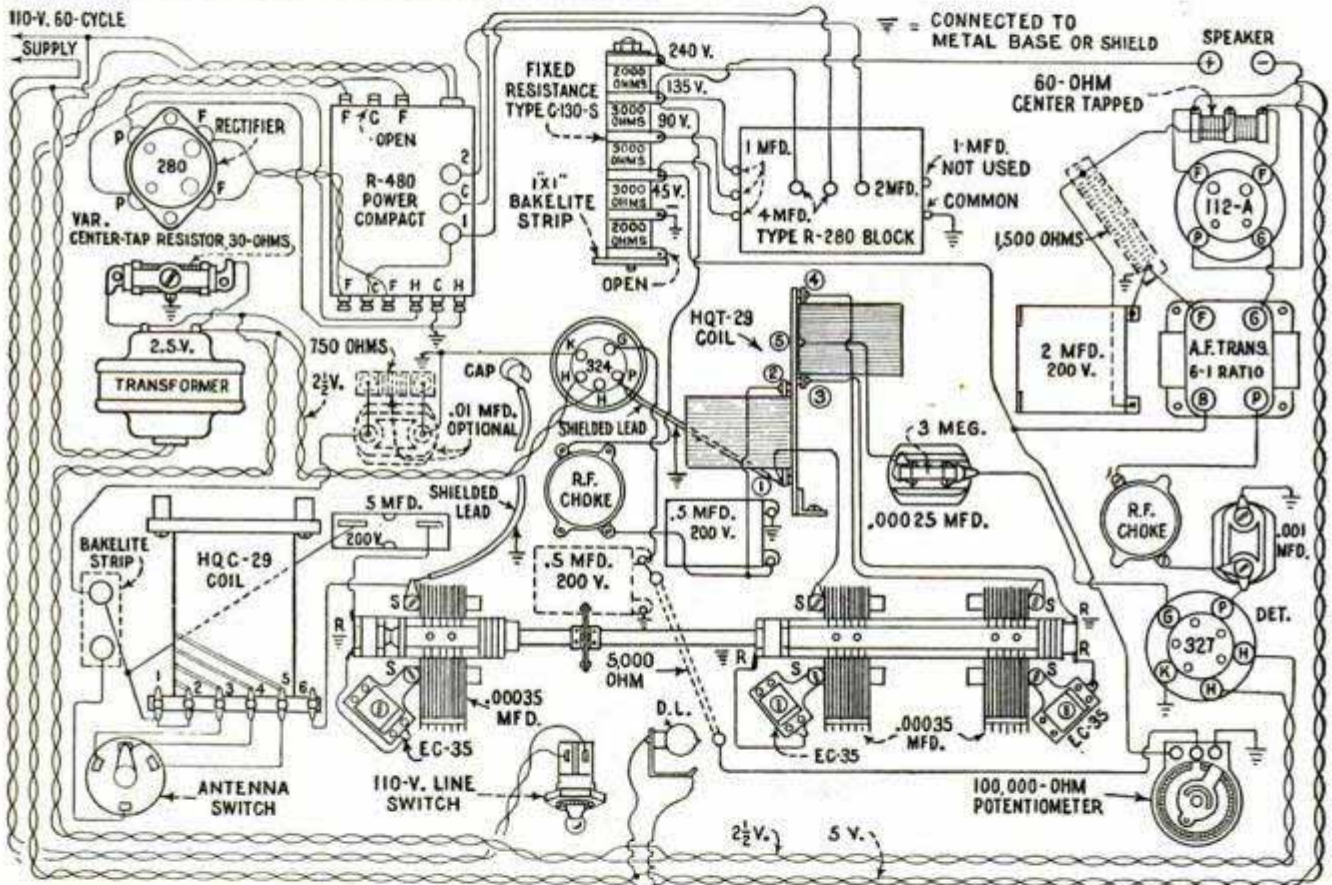 110-V. 60-CYCLE
SUPPLY
= CONNECTED TO
METAL BASE OR SHIELD
SPEAKER
+ -
60-OHM
CENTER TAPPED
FIXED
RESISTANCE
TYPE C-130-S
240 V.
135 V.
90 V.
45 V.
2000
OHMS
3000
OHMS
3000
OHMS
3000
OHMS
2000
OHMS
1"X1"
BAKELITE
STRIP
OPEN
F C F
OPEN
2
C
1
R-480
POWER
COMPACT
F C F H C H
P F
RECTIFIER
280
P F
VAR.
CENTER-TAP RESISTOR, 30-OHMS
1 MFD.
4 MFD.
2 MFD.
TYPE R-280 BLOCK
1-MFD.
NOT USED
COMMON
1,500 OHMS
F F
112-A
P G
2.5 V.
TRANSFORMER
2½V.
750 OHMS
.01 MFD.
OPTIONAL
CAP
K G
324
H P
H
SHIELDED LEAD
HQT-29
COIL
4
5
2
3
1
2 MFD.
200 V.
F G
A.F. TRANS.
6-1 RATIO
B P
3 MEG.
.00025 MFD.
R.F.
CHOKE
.5 MFD.
200 V.
.5 MFD.
200 V.
R.F.
CHOKE
.001
MFD.
BAKELITE
STRIP
HQC-29
COIL
.5 MFD.
200 V.
SHIELDED
LEAD
1 2 3 4 5 6
S
R
S
.00035
MFD.
EC-35
5,000
OHM
D.L.
S S
R R
R
S S
EC-35
.00035
MFD.
EC-35
G P
DET.
327
H
K H
ANTENNA
SWITCH
110-V. LINE
SWITCH
100,000-OHM
POTENTIOMETER
2½V.
5 V.